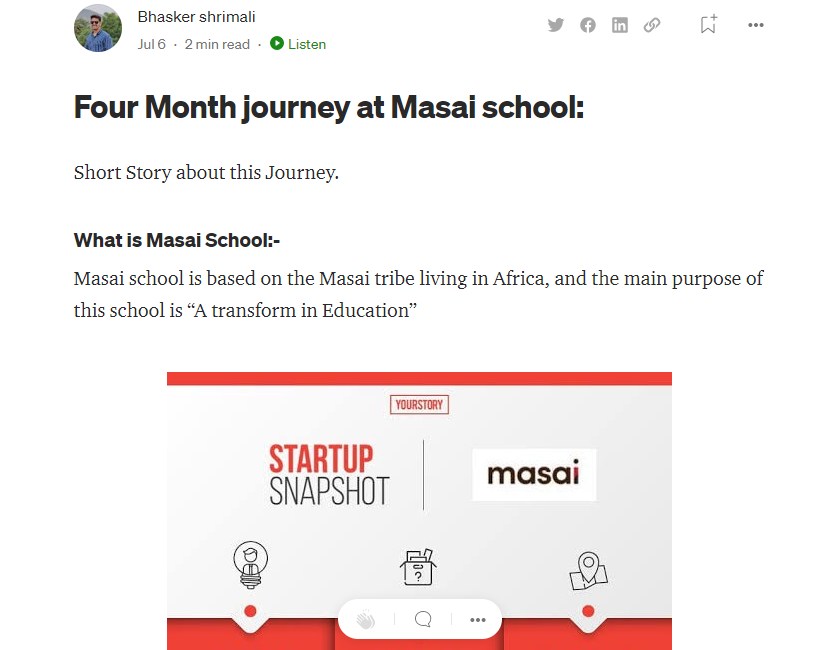 Bhasker shrimali
Jul 6 · 2 min read · Listen
Four Month journey at Masai school:
Short Story about this Journey.
What is Masai School:-
Masai school is based on the Masai tribe living in Africa, and the main purpose of
this school is “A transform in Education”
YOURSTORY
STARTUP
SNAPSHOT
masai
?